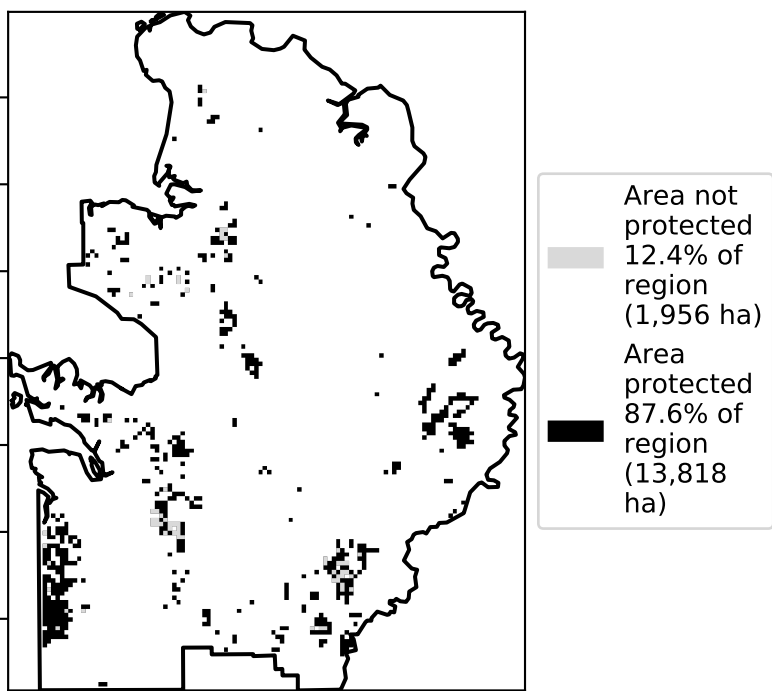 Area not
protected
12.4% of
region
(1,956 ha)
Area
protected
87.6% of
region
(13,818
ha)